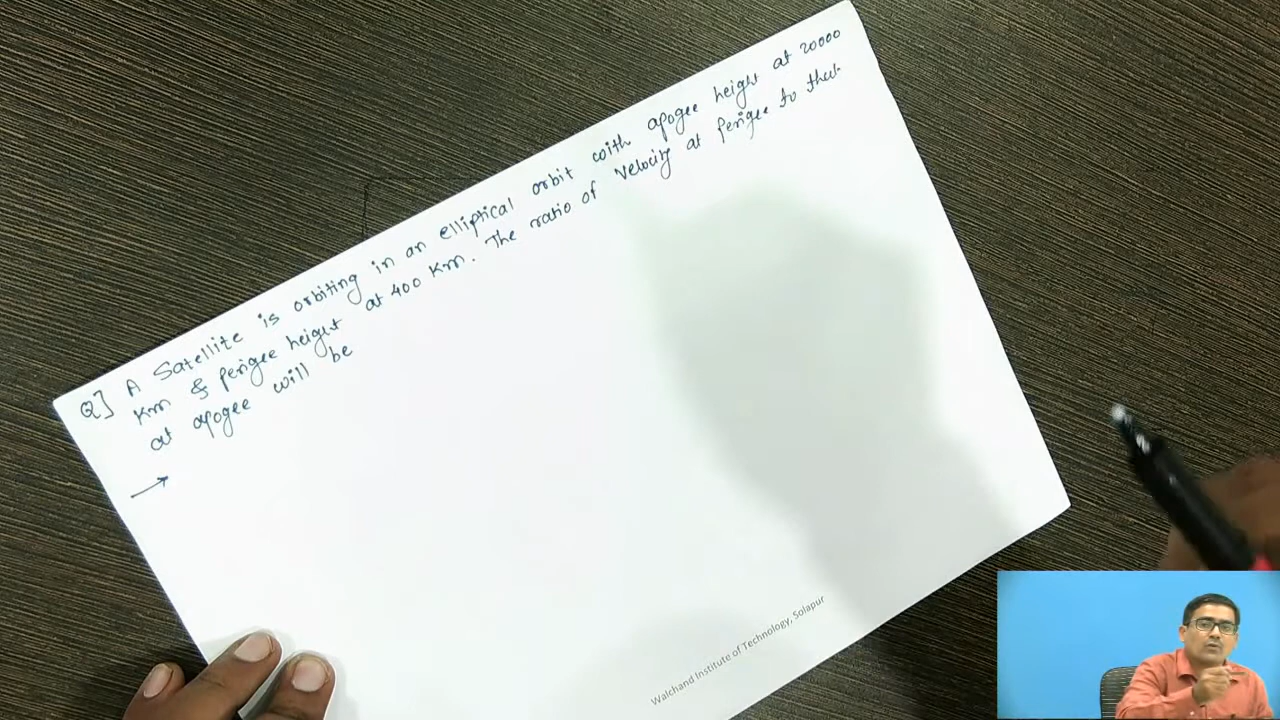 Q] A Satellite is orbiting in an elliptical orbit with apogee height at 20000
Km & perigee height at 400 Km. The ratio of velocity at perigee to that
at apogee will be
→
Walchand Institute of Technology, Solapur